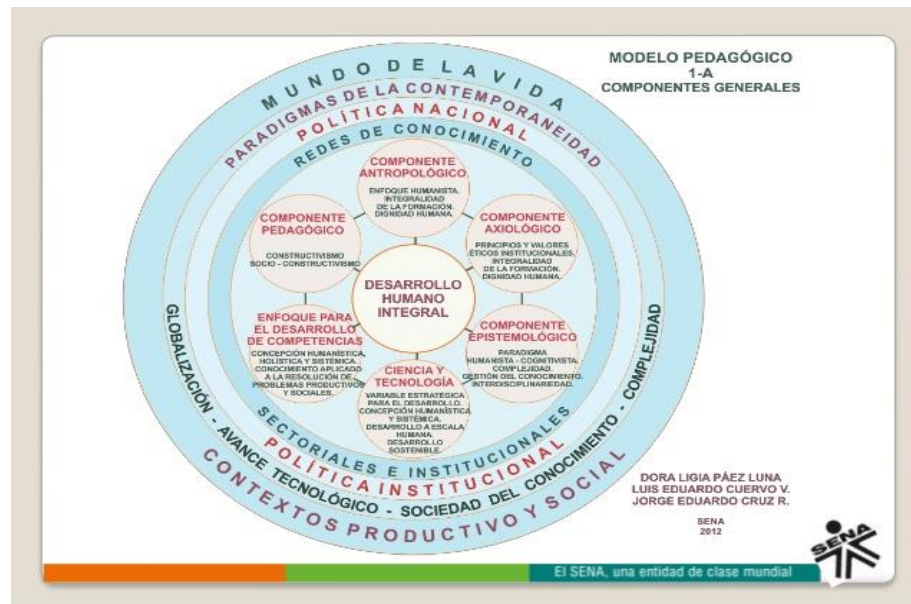 MODELO PEDAGÓGICO
1-A
COMPONENTES GENERALES
MUNDO DE LA VIDA
PARADIGMAS DE LA CONTEMPORANEIDAD
POLÍTICA NACIONAL
REDES DE CONOCIMIENTO
COMPONENTE
ANTROPOLÓGICO
ENFOQUE HUMANISTA.
INTEGRALIDAD
DE LA FORMACIÓN.
DIGNIDAD HUMANA.
COMPONENTE
PEDAGÓGICO
CONSTRUCTIVISMO
SOCIO - CONSTRUCTIVISMO
COMPONENTE
AXIOLÓGICO
PRINCIPIOS Y VALORES
ÉTICOS INSTITUCIONALES.
INTEGRALIDAD
DE LA FORMACIÓN.
DIGNIDAD HUMANA.
DESARROLLO
HUMANO
INTEGRAL
ENFOQUE PARA
EL DESARROLLO
DE COMPETENCIAS
CONCEPCIÓN HUMANÍSTICA,
HOLÍSTICA Y SISTÉMICA.
CONOCIMIENTO APLICADO
A LA RESOLUCIÓN DE
PROBLEMAS PRODUCTIVOS
Y SOCIALES.
COMPONENTE
EPISTEMOLÓGICO
PARADIGMA
HUMANISTA - COGNITIVISTA.
COMPLEJIDAD.
GESTIÓN DEL CONOCIMIENTO.
INTERDISCIPLINARIEDAD.
CIENCIA Y
TECNOLOGÍA
VARIABLE ESTRATÉGICA
PARA EL DESARROLLO.
CONCEPCIÓN HUMANÍSTICA
Y SISTÉMICA.
DESARROLLO A ESCALA
HUMANA.
DESARROLLO
SOSTENIBLE.
SECTORIALES E INSTITUCIONALES
POLÍTICA INSTITUCIONAL
GLOBALIZACIÓN - AVANCE TECNOLÓGICO - SOCIEDAD DEL CONOCIMIENTO - COMPLEJIDAD
CONTEXTOS PRODUCTIVO Y SOCIAL
DORA LIGIA PÁEZ LUNA
LUIS EDUARDO CUERVO V.
JORGE EDUARDO CRUZ R.
SENA
2012
SENA
El SENA, una entidad de clase mundial